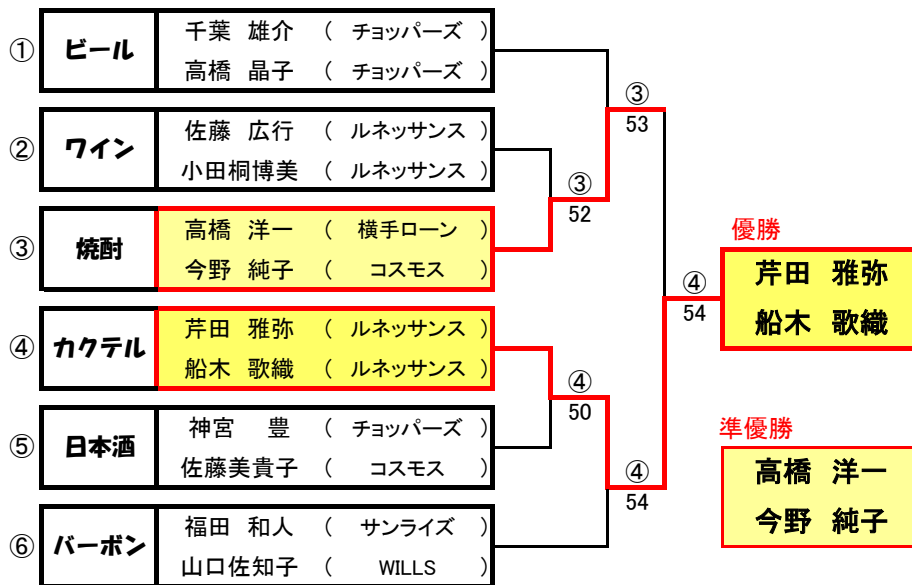 ① ビール 千葉 雄介 ( チョッパーズ )
高橋 晶子 ( チョッパーズ )
② ワイン 佐藤 広行 ( ルネッサンス )
小田桐博美 ( ルネッサンス )
③ 焼酎 高橋 洋一 ( 横手ローン )
今野 純子 ( コスモス )
④ カクテル 芹田 雅弥 ( ルネッサンス )
船木 歌織 ( ルネッサンス )
⑤ 日本酒 神宮 豊 ( チョッパーズ )
佐藤美貴子 ( コスモス )
⑥ バーボン 福田 和人 ( サンライズ )
山口佐知子 ( WILLS )
③
52
④
50
③
53
④
54
④
54
優勝
芹田 雅弥
船木 歌織
準優勝
高橋 洋一
今野 純子